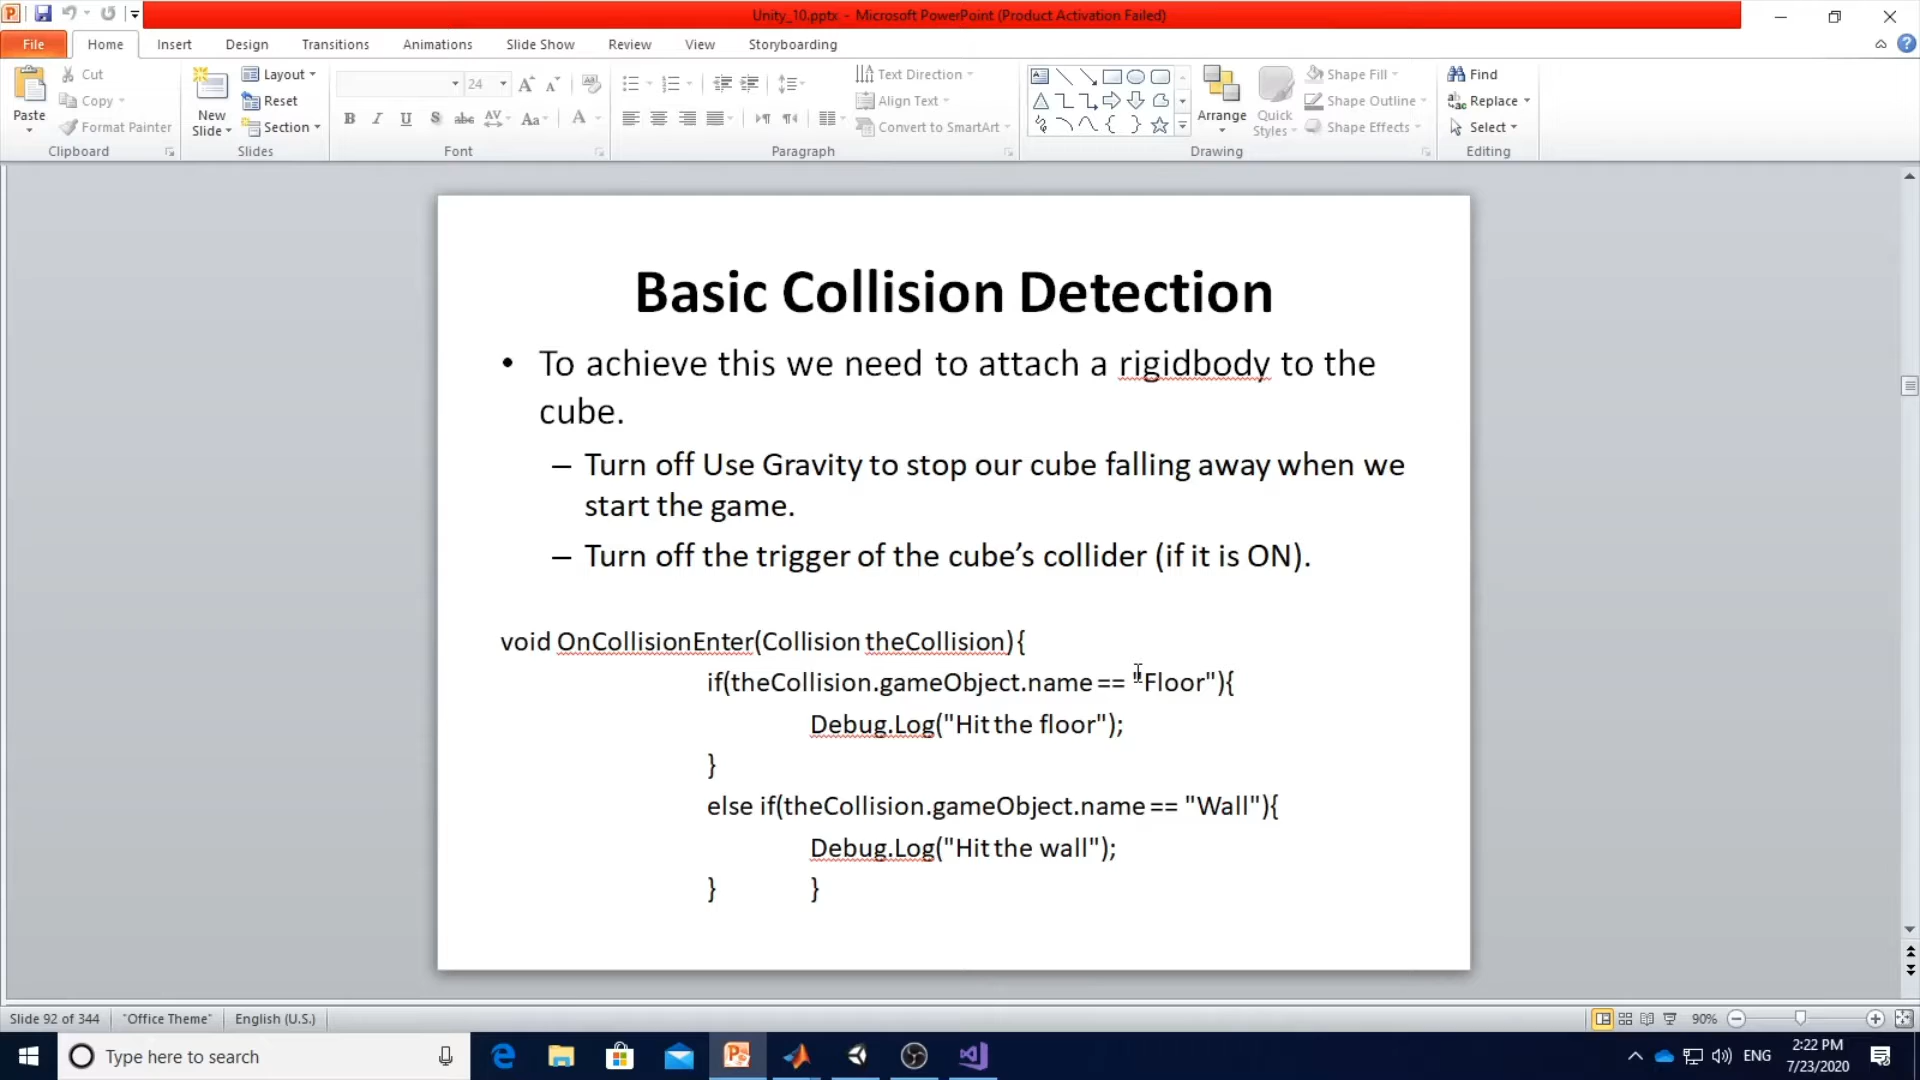 Unity_10.pptx - Microsoft PowerPoint (Product Activation Failed)
File Home Insert Design Transitions Animations Slide Show Review View Storyboarding
Paste
Cut
Copy
Format Painter
Clipboard
New Slide
Layout
Reset
Section
Slides
24
B I U S abc AV Aa A
Font
Text Direction
Align Text
Convert to SmartArt
Paragraph
Arrange
Quick Styles
Shape Fill
Shape Outline
Shape Effects
Drawing
Find
Replace
Select
Editing
Basic Collision Detection
• To achieve this we need to attach a rigidbody to the
cube.
– Turn off Use Gravity to stop our cube falling away when we
start the game.
– Turn off the trigger of the cube’s collider (if it is ON).
void OnCollisionEnter(Collision theCollision){
if(theCollision.gameObject.name == "Floor"){
Debug.Log("Hit the floor");
}
else if(theCollision.gameObject.name == "Wall"){
Debug.Log("Hit the wall");
} }
Slide 92 of 344 "Office Theme" English (U.S.) 90%
Type here to search ENG 2:22 PM
7/23/2020